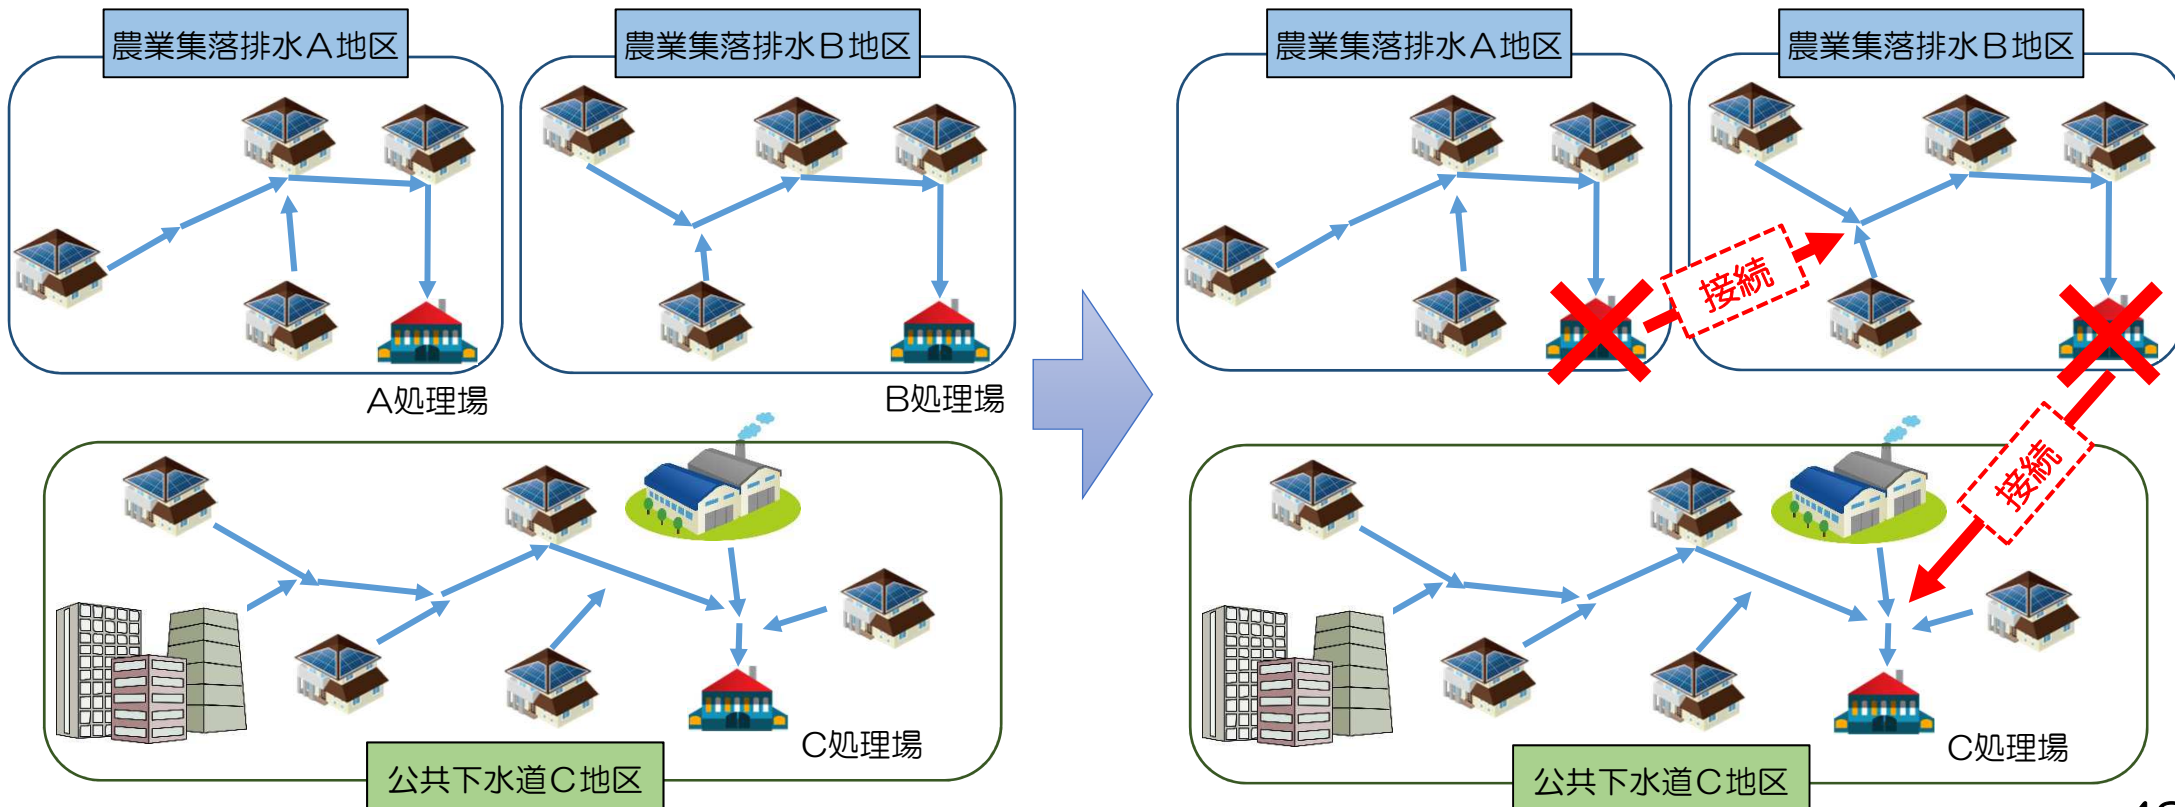 農業集落排水A地区
農業集落排水B地区
A処理場
B処理場
C処理場
公共下水道C地区
農業集落排水A地区
農業集落排水B地区
接続
接続
C処理場
公共下水道C地区